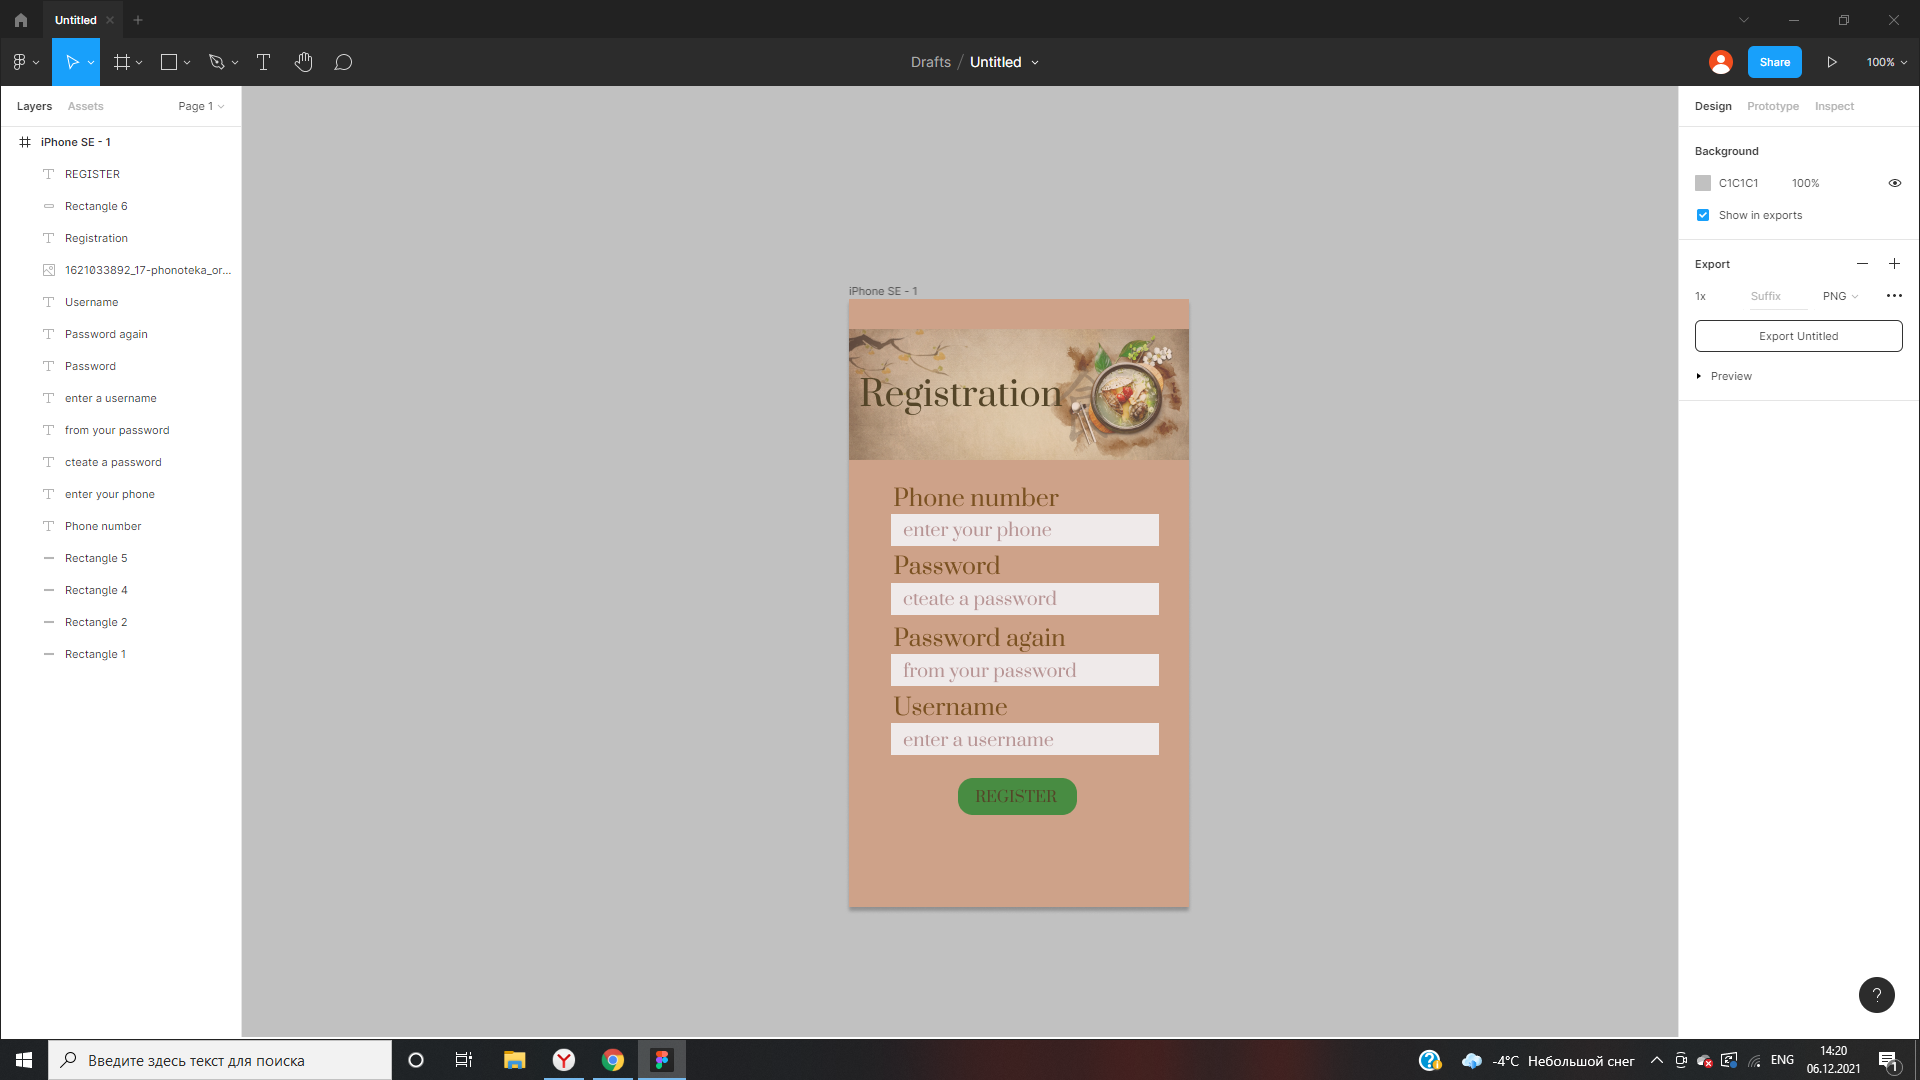 Untitled
Drafts / Untitled
Share
100%
Layers Assets Page 1
iPhone SE - 1
REGISTER
Rectangle 6
Registration
1621033892_17-phonoteka_or...
Username
Password again
Password
enter a username
from your password
cteate a password
enter your phone
Phone number
Rectangle 5
Rectangle 4
Rectangle 2
Rectangle 1
iPhone SE - 1
Registration
Phone number
enter your phone
Password
cteate a password
Password again
from your password
Username
enter a username
REGISTER
Design Prototype Inspect
Background
C1C1C1 100%
Show in exports
Export
1x Suffix PNG
Export Untitled
Preview
?
Введите здесь текст для поиска
-4°C Небольшой снег
ENG
14:20
06.12.2021
1